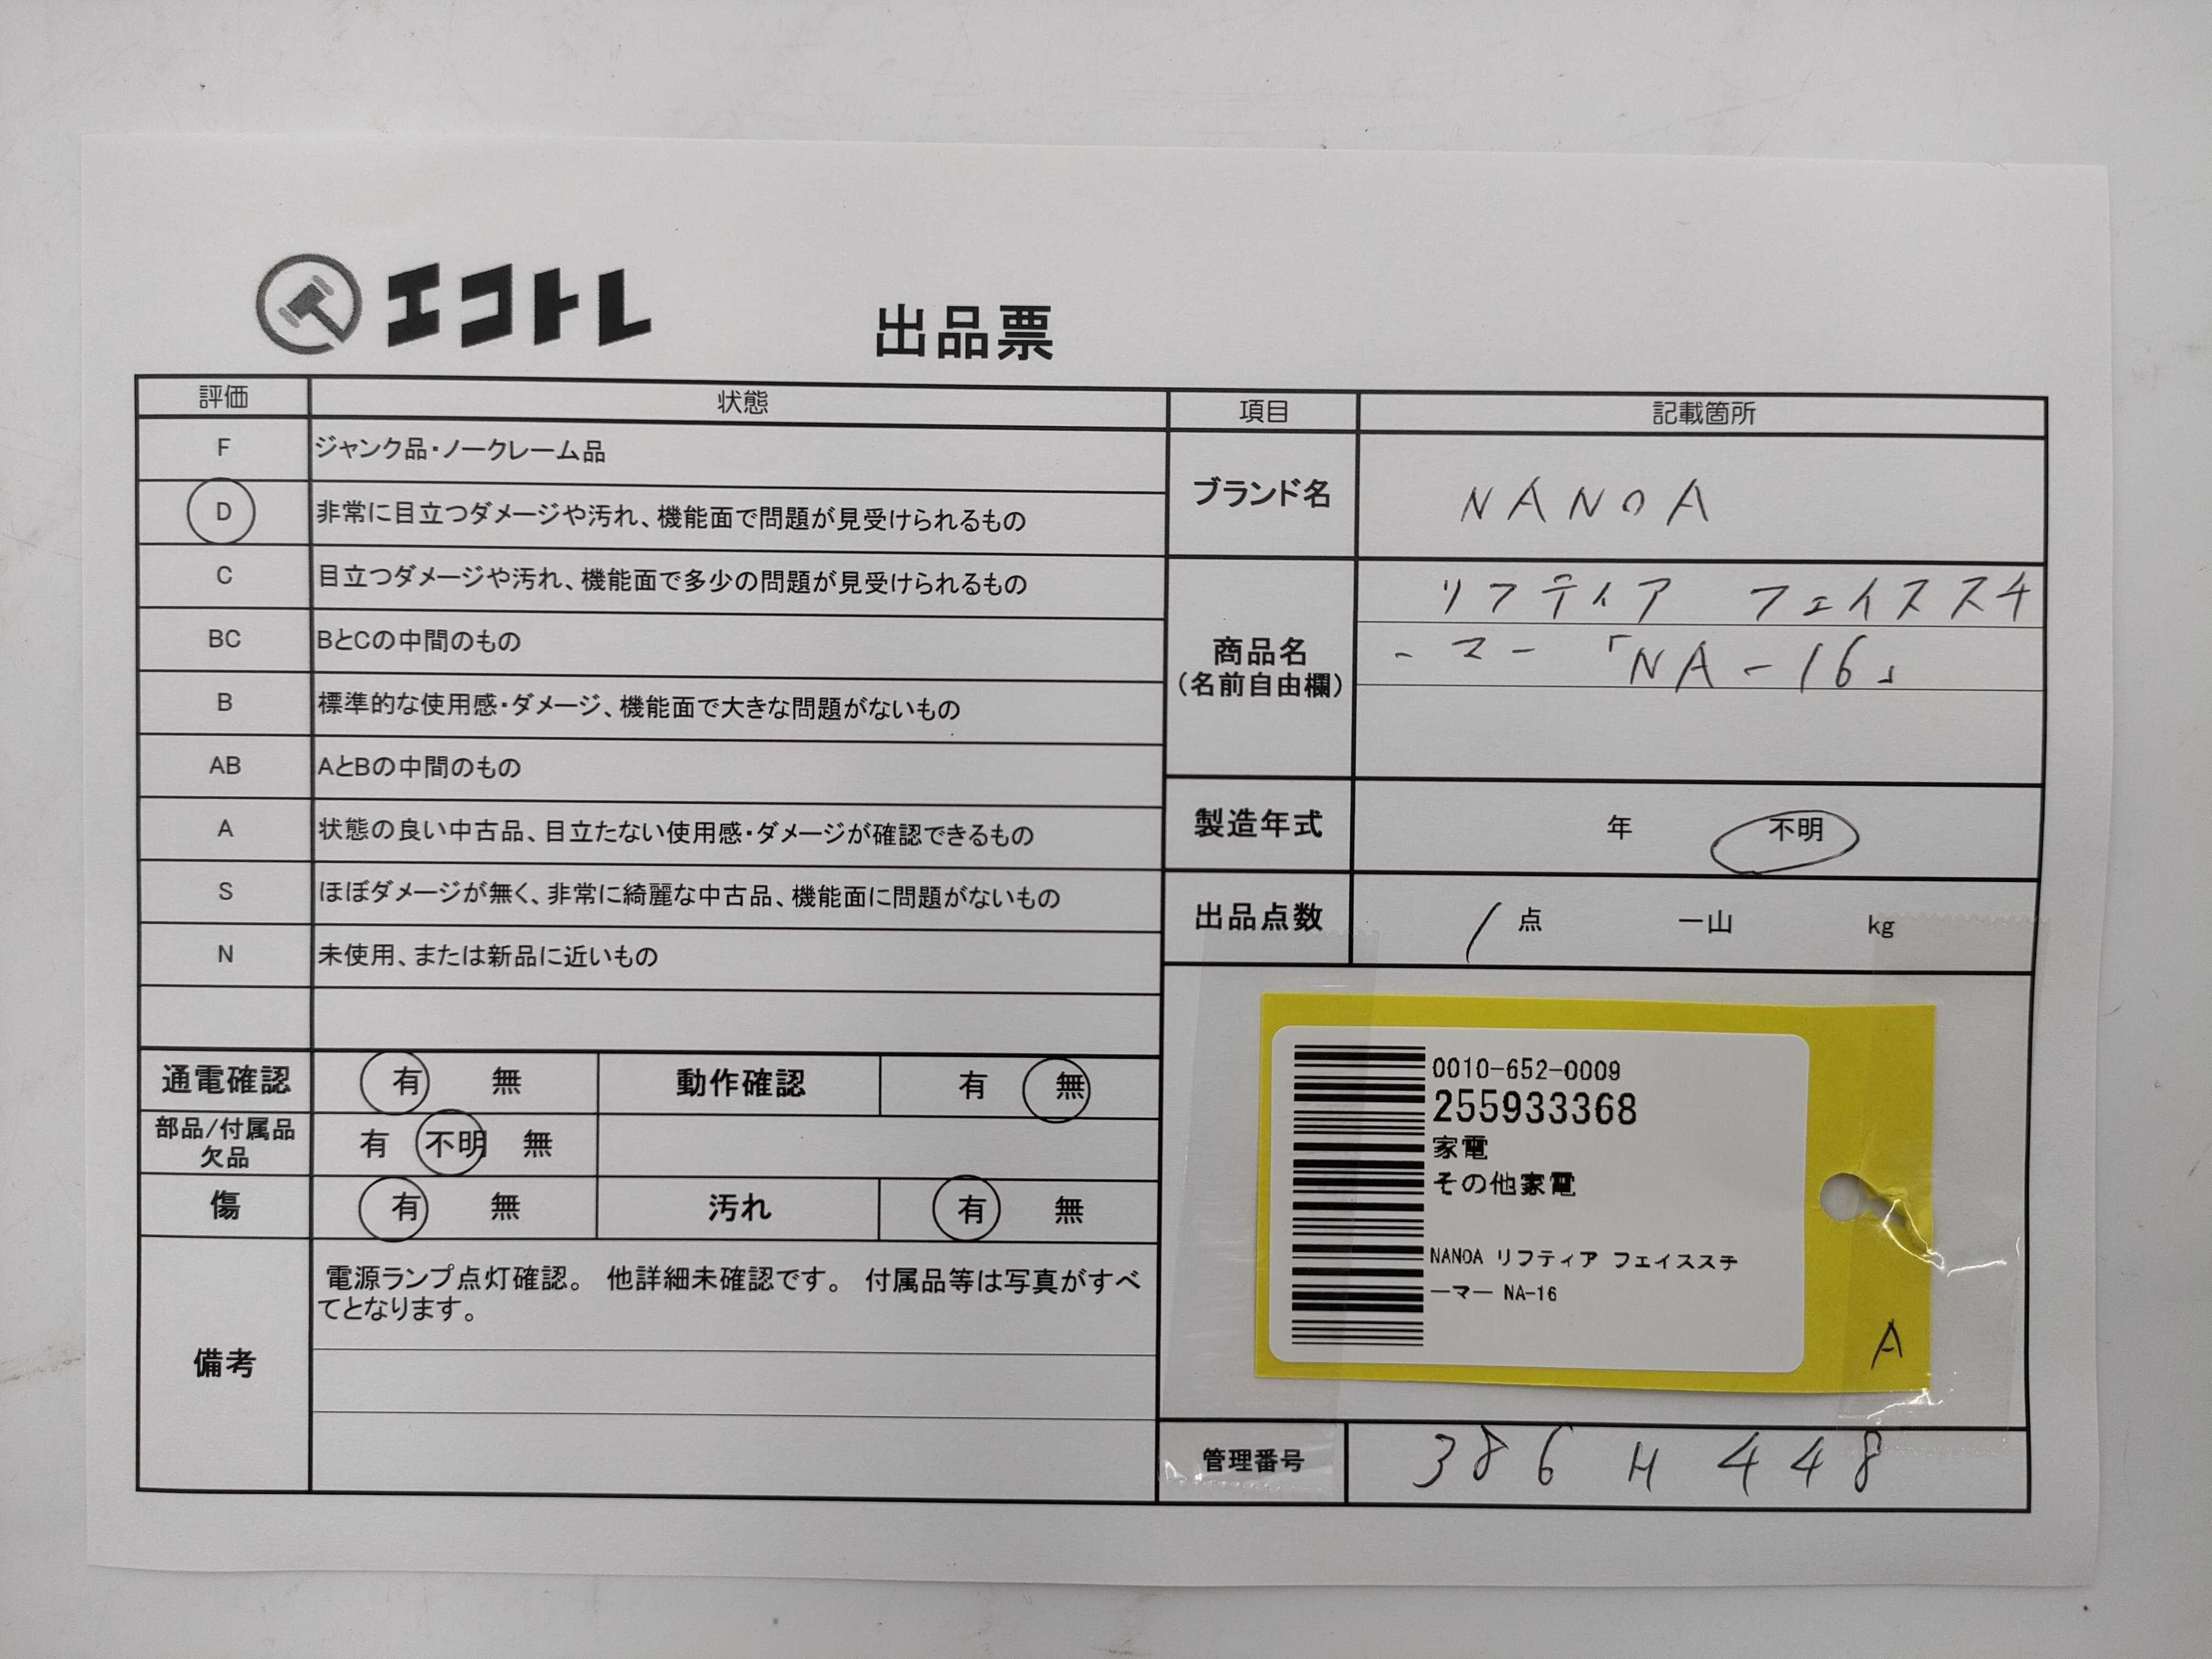 エコトレ
出品票
評価 状態
F ジャンク品・ノークレーム品
D 非常に目立つダメージや汚れ、機能面で問題が見受けられるもの
C 目立つダメージや汚れ、機能面で多少の問題が見受けられるもの
BC BとCの中間のもの
B 標準的な使用感・ダメージ、機能面で大きな問題がないもの
AB AとBの中間のもの
A 状態の良い中古品、目立たない使用感・ダメージが確認できるもの
S ほぼダメージが無く、非常に綺麗な中古品、機能面に問題がないもの
N 未使用、または新品に近いもの
通電確認 有 無 動作確認 有 無
部品/付属品
欠品
有 不明 無
傷 有 無 汚れ 有 無
備考
電源ランプ点灯確認。 他詳細未確認です。 付属品等は写真がすべ
てとなります。
項目 記載箇所
ブランド名 NANOA
商品名
(名前自由欄)
リフティア フェイススチ
ーマー「NA-16」
製造年式 年 不明
出品点数 1 点 一山 kg
0010-652-0009
255933368
家電
その他家電
NANOA リフティア フェイススチ
ーマー NA-16
A
管理番号 386 H 448